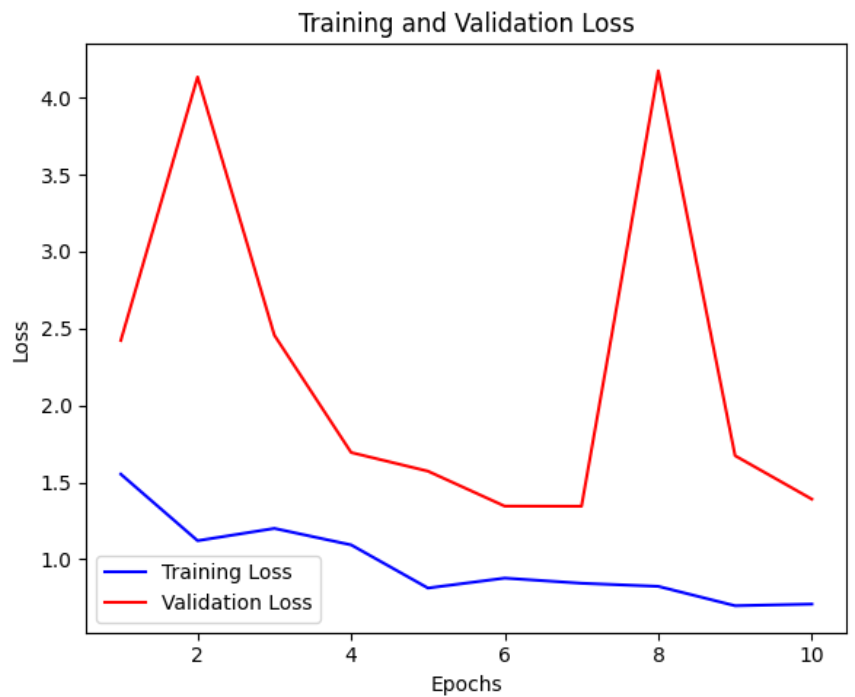 Training and Validation Loss
4.0
3.5
3.0
2.5
2.0
1.5
1.0
Loss
Training Loss
Validation Loss
2
4
6
8
10
Epochs